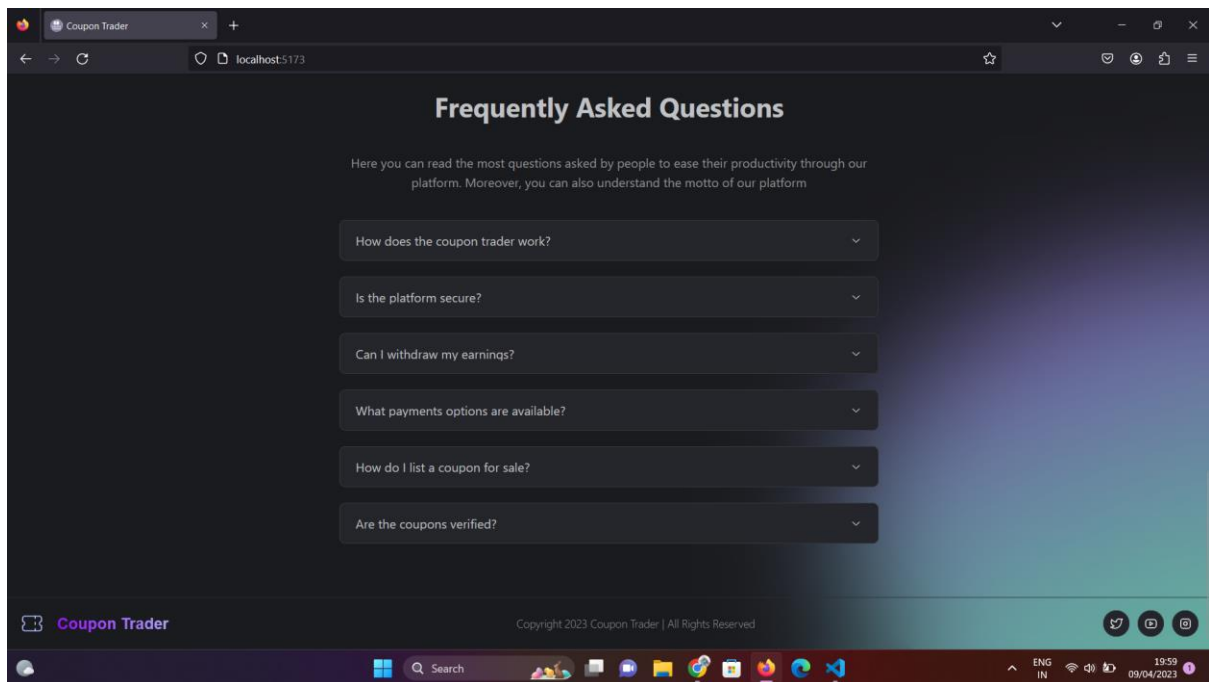 Coupon Trader
localhost:5173
Frequently Asked Questions
Here you can read the most questions asked by people to ease their productivity through our
platform. Moreover, you can also understand the motto of our platform
How does the coupon trader work?
Is the platform secure?
Can I withdraw my earnings?
What payments options are available?
How do I list a coupon for sale?
Are the coupons verified?
Coupon Trader
Copyright 2023 Coupon Trader | All Rights Reserved
Search
ENG
IN
19:59
09/04/2023
1